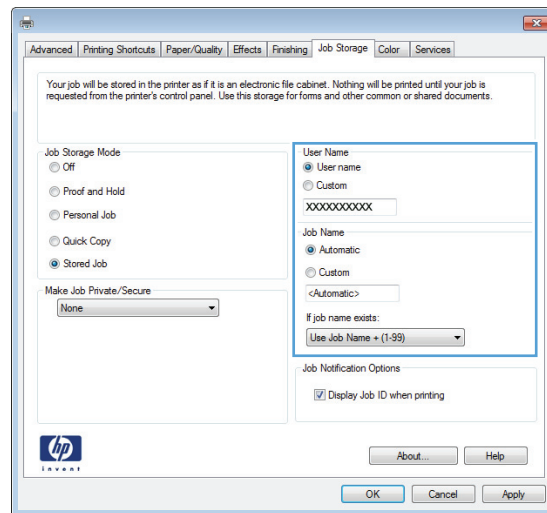 Advanced Printing Shortcuts Paper/Quality Effects Finishing Job Storage Color Services
Your job will be stored in the printer as if it is an electronic file cabinet. Nothing will be printed until your job is
requested from the printer's control panel. Use this storage for forms and other common or shared documents.
Job Storage Mode
Off
Proof and Hold
Personal Job
Quick Copy
Stored Job
Make Job Private/Secure
None
User Name
User name
Custom
XXXXXXXXXX
Job Name
Automatic
Custom
<Automatic>
If job name exists:
Use Job Name + (1-99)
Job Notification Options
Display Job ID when printing
hp
invent
About... Help
OK Cancel Apply